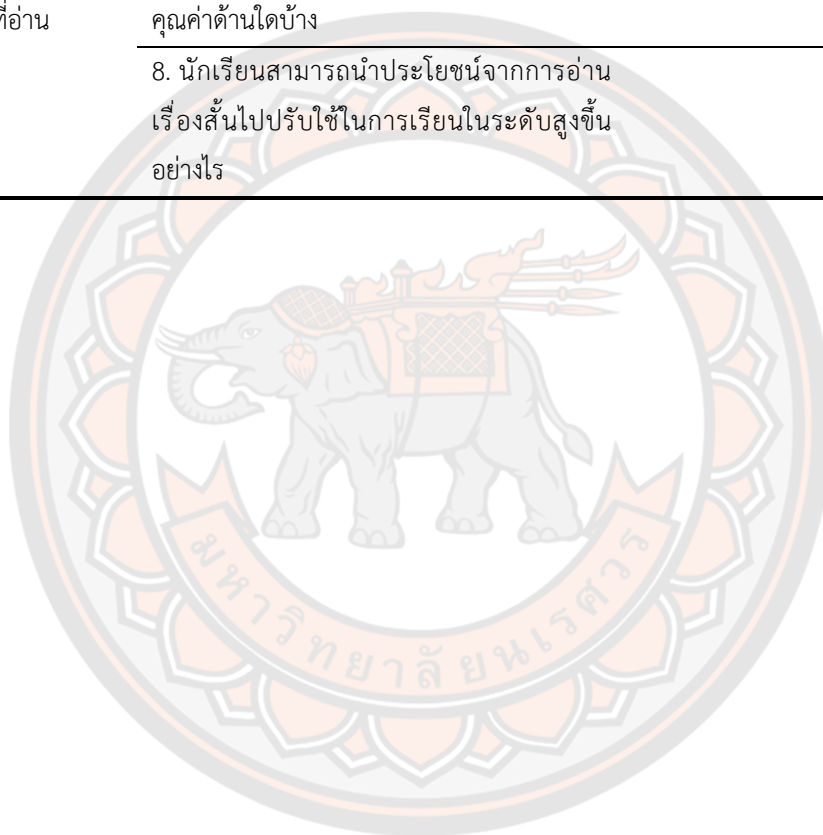 ที่อ่าน คุณค่าด้านใดบ้าง
8. นักเรียนสามารถนำประโยชน์จากการอ่าน
เรื่องสั้นไปปรับใช้ในการเรียนในระดับสูงขึ้น
อย่างไร
มหาวิทยาลัยนเรศวร